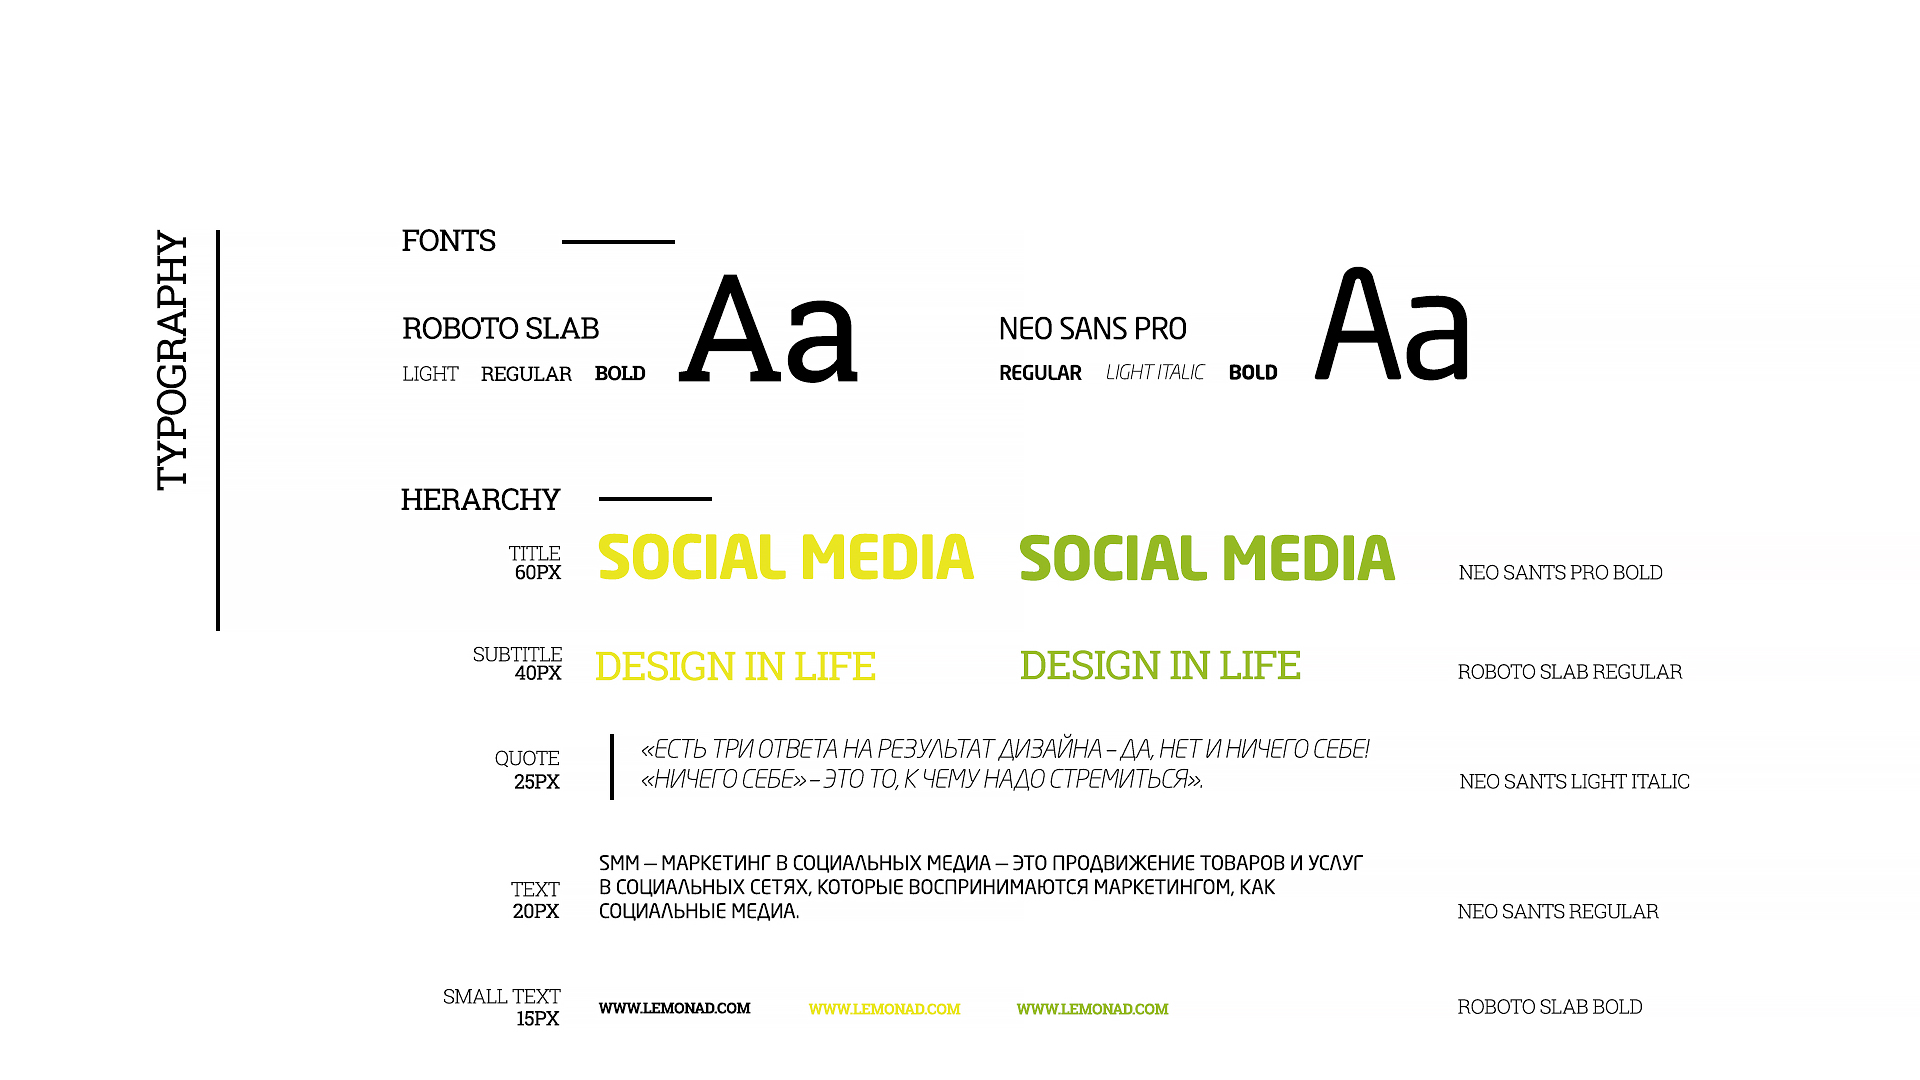 TYPOGRAPHY
FONTS
ROBOTO SLAB
LIGHT REGULAR BOLD
Aa
NEO SANS PRO
REGULAR LIGHT ITALIC BOLD
Aa
HERARCHY
TITLE
60PX
SOCIAL MEDIA
SOCIAL MEDIA
NEO SANTS PRO BOLD
SUBTITLE
40PX
DESIGN IN LIFE
DESIGN IN LIFE
ROBOTO SLAB REGULAR
QUOTE
25PX
«ЕСТЬ ТРИ ОТВЕТА НА РЕЗУЛЬТАТ ДИЗАЙНА – ДА, НЕТ И НИЧЕГО СЕБЕ!
«НИЧЕГО СЕБЕ» – ЭТО ТО, К ЧЕМУ НАДО СТРЕМИТЬСЯ».
NEO SANTS LIGHT ITALIC
TEXT
20PX
SMM — МАРКЕТИНГ В СОЦИАЛЬНЫХ МЕДИА — ЭТО ПРОДВИЖЕНИЕ ТОВАРОВ И УСЛУГ
В СОЦИАЛЬНЫХ СЕТЯХ, КОТОРЫЕ ВОСПРИНИМАЮТСЯ МАРКЕТИНГОМ, КАК
СОЦИАЛЬНЫЕ МЕДИА.
NEO SANTS REGULAR
SMALL TEXT
15PX
WWW.LEMONAD.COM
WWW.LEMONAD.COM
WWW.LEMONAD.COM
ROBOTO SLAB BOLD